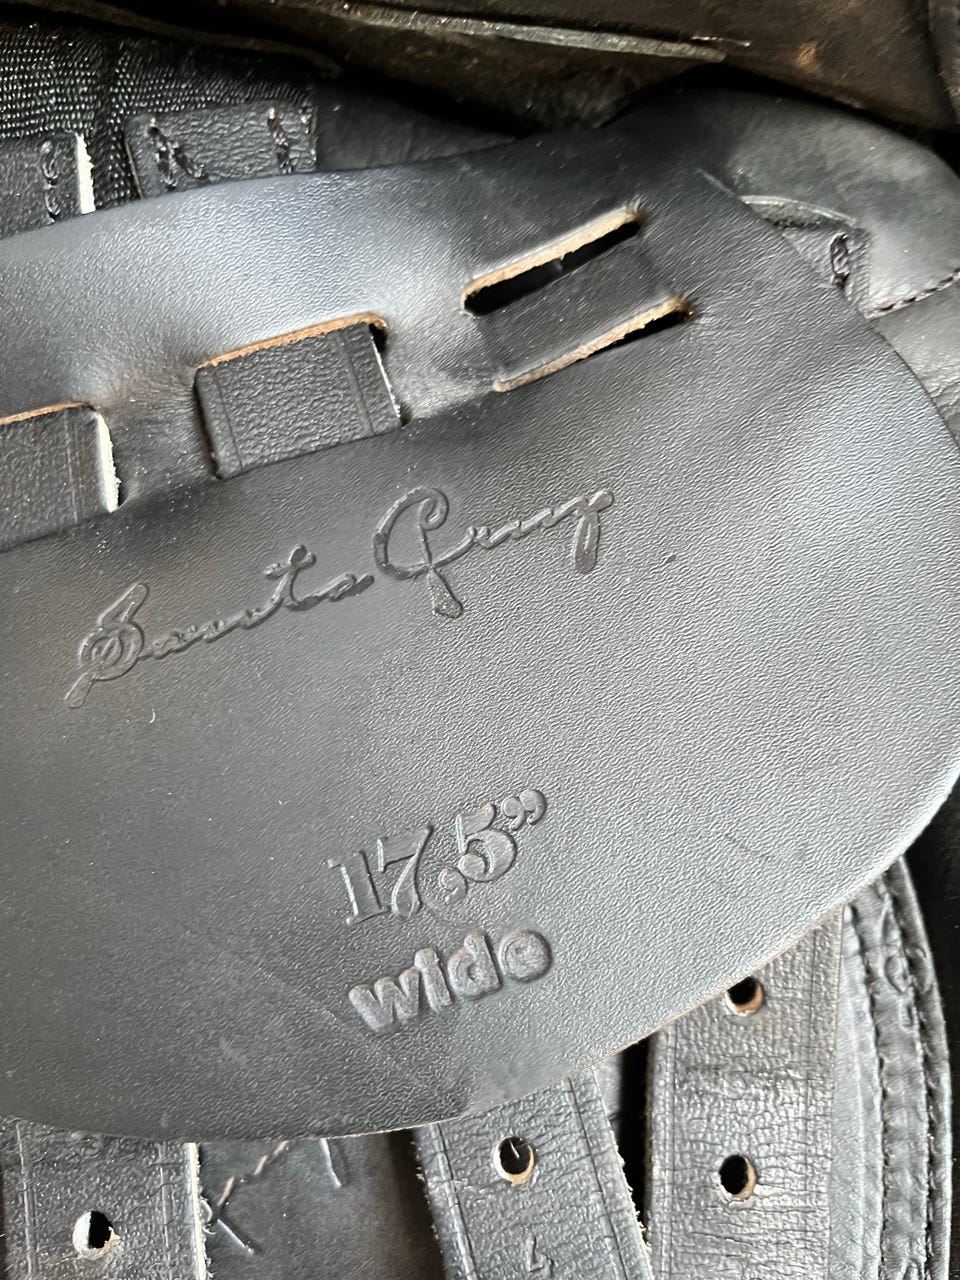 Santa Cruz
17,5”
wide